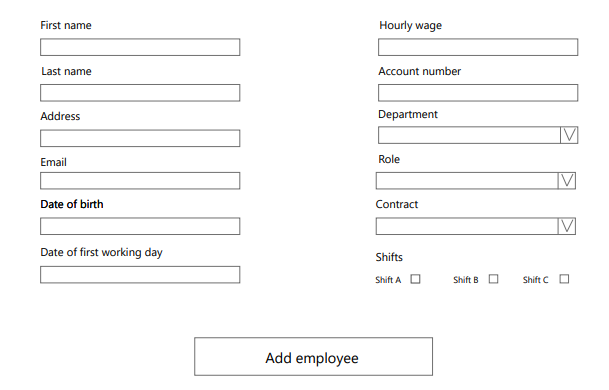 First name
Last name
Address
Email
Date of birth
Date of first working day
Hourly wage
Account number
Department
Role
Contract
Shifts
Shift A
Shift B
Shift C
Add employee